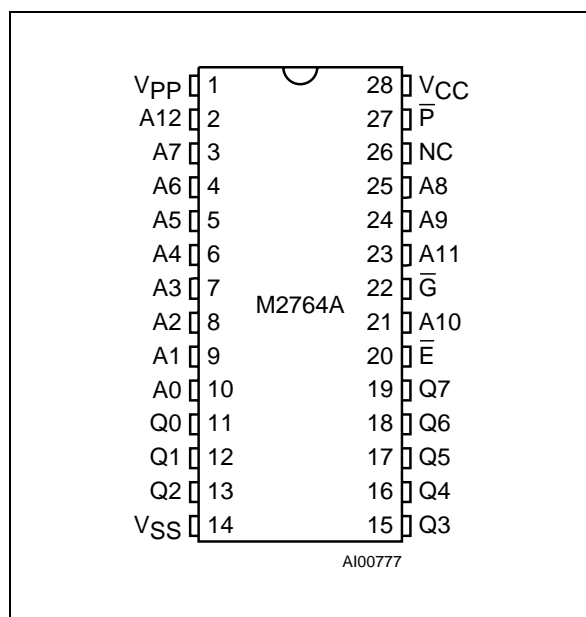 VPP 1 28 VCC
A12 2 27 P̅
A7 3 26 NC
A6 4 25 A8
A5 5 24 A9
A4 6 23 A11
A3 7 22 G̅
M2764A
A2 8 21 A10
A1 9 20 E̅
A0 10 19 Q7
Q0 11 18 Q6
Q1 12 17 Q5
Q2 13 16 Q4
VSS 14 15 Q3
AI00777